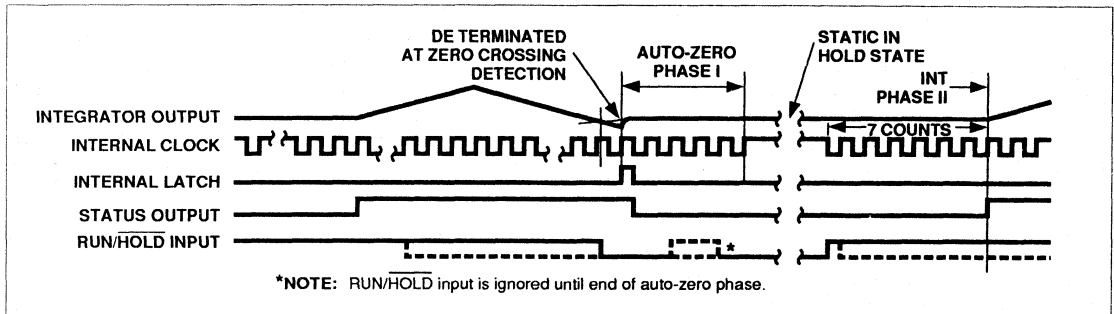 DE TERMINATED
AT ZERO CROSSING
DETECTION
AUTO-ZERO
PHASE I
STATIC IN
HOLD STATE
INT
PHASE II
INTEGRATOR OUTPUT
INTERNAL CLOCK
7 COUNTS
INTERNAL LATCH
STATUS OUTPUT
RUN/HOLD INPUT
*
*NOTE: RUN/HOLD input is ignored until end of auto-zero phase.